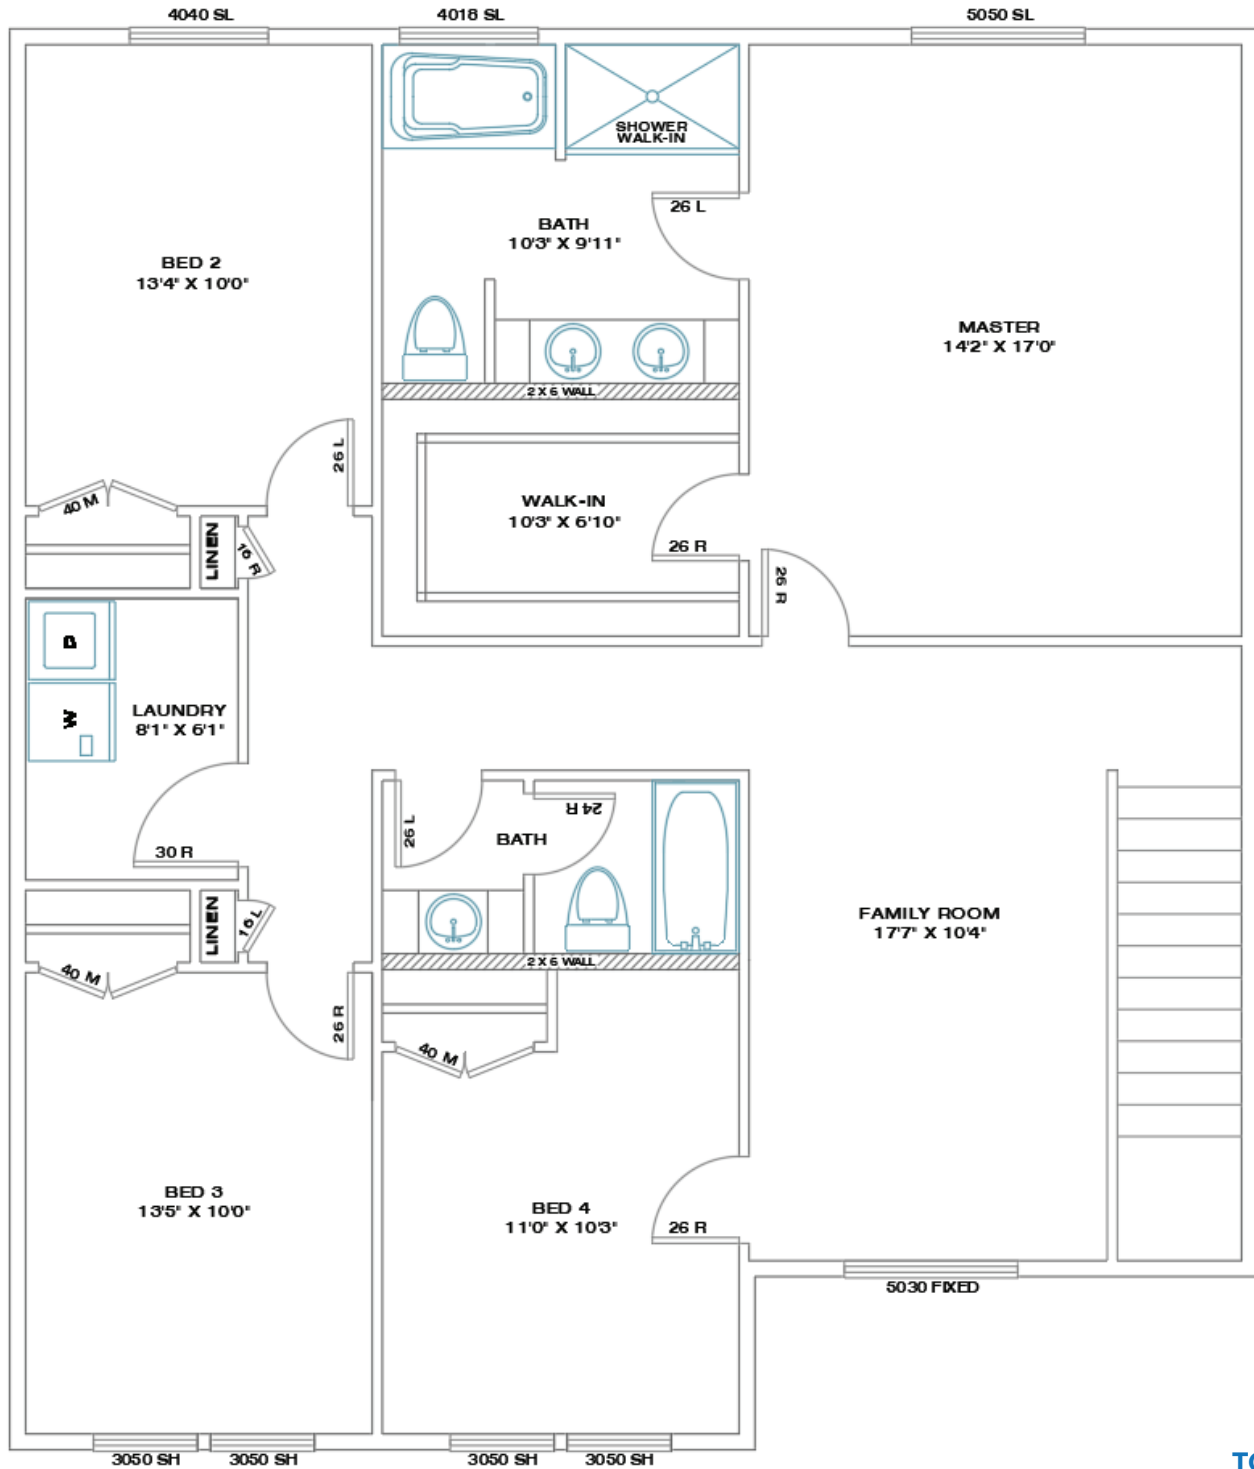 4040 SL
4018 SL
5050 SL
SHOWER
WALK-IN
26 L
BATH
10'3" X 9'11"
BED 2
13'4" X 10'0"
MASTER
14'2" X 17'0"
2 X 6 WALL
26 L
40 M
WALK-IN
10'3" X 6'10"
LINEN
16 R
26 R
26 R
D
W
LAUNDRY
8'1" X 6'1"
24 R
26 L
BATH
30 R
LINEN
16 L
FAMILY ROOM
17'7" X 10'4"
2 X 6 WALL
40 M
26 R
40 M
BED 3
13'5" X 10'0"
BED 4
11'0" X 10'3"
26 R
5030 FIXED
3050 SH
3050 SH
3050 SH
3050 SH